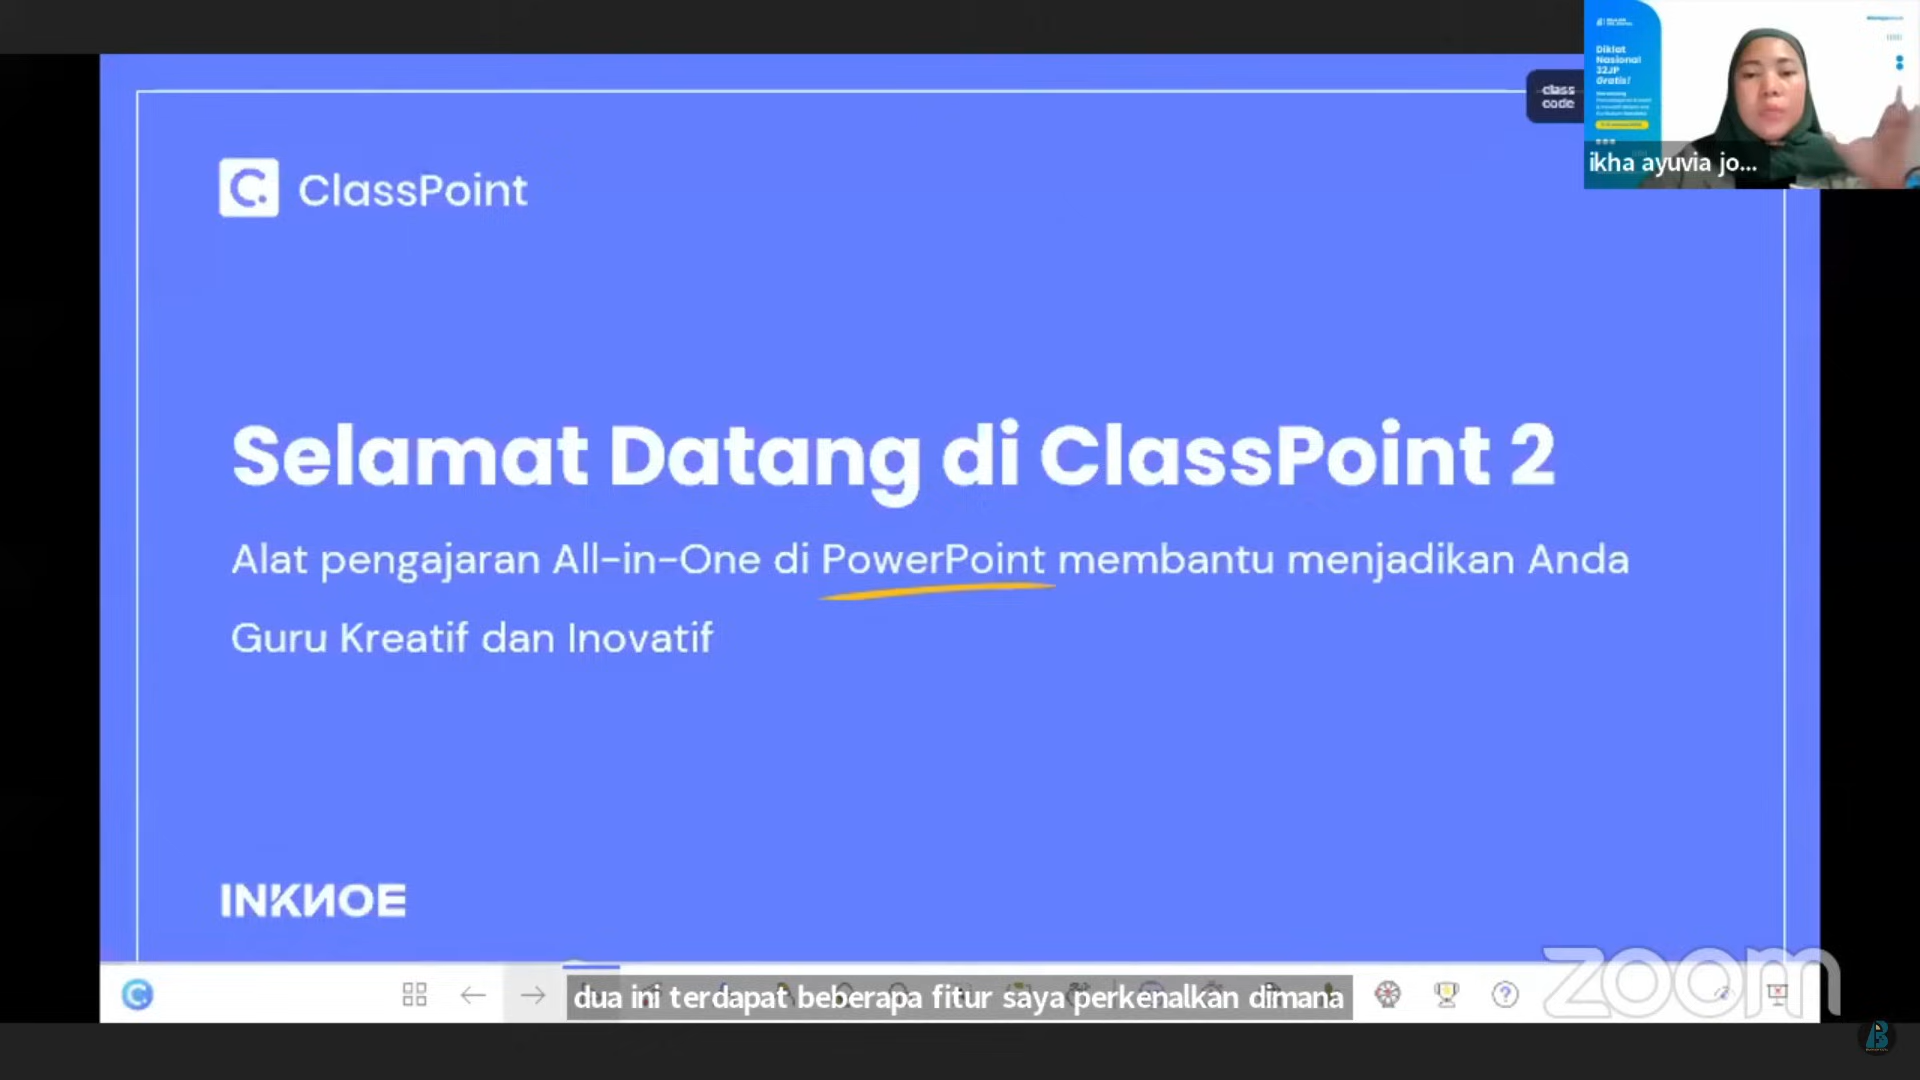 class
code
Diklat
Nasional
32JP
Gratis!
ikha ayuvia jo...
ClassPoint
Selamat Datang di ClassPoint 2
Alat pengajaran All-in-One di PowerPoint membantu menjadikan Anda
Guru Kreatif dan Inovatif
INKNOE
dua ini terdapat beberapa fitur saya perkenalkan dimana
zoom